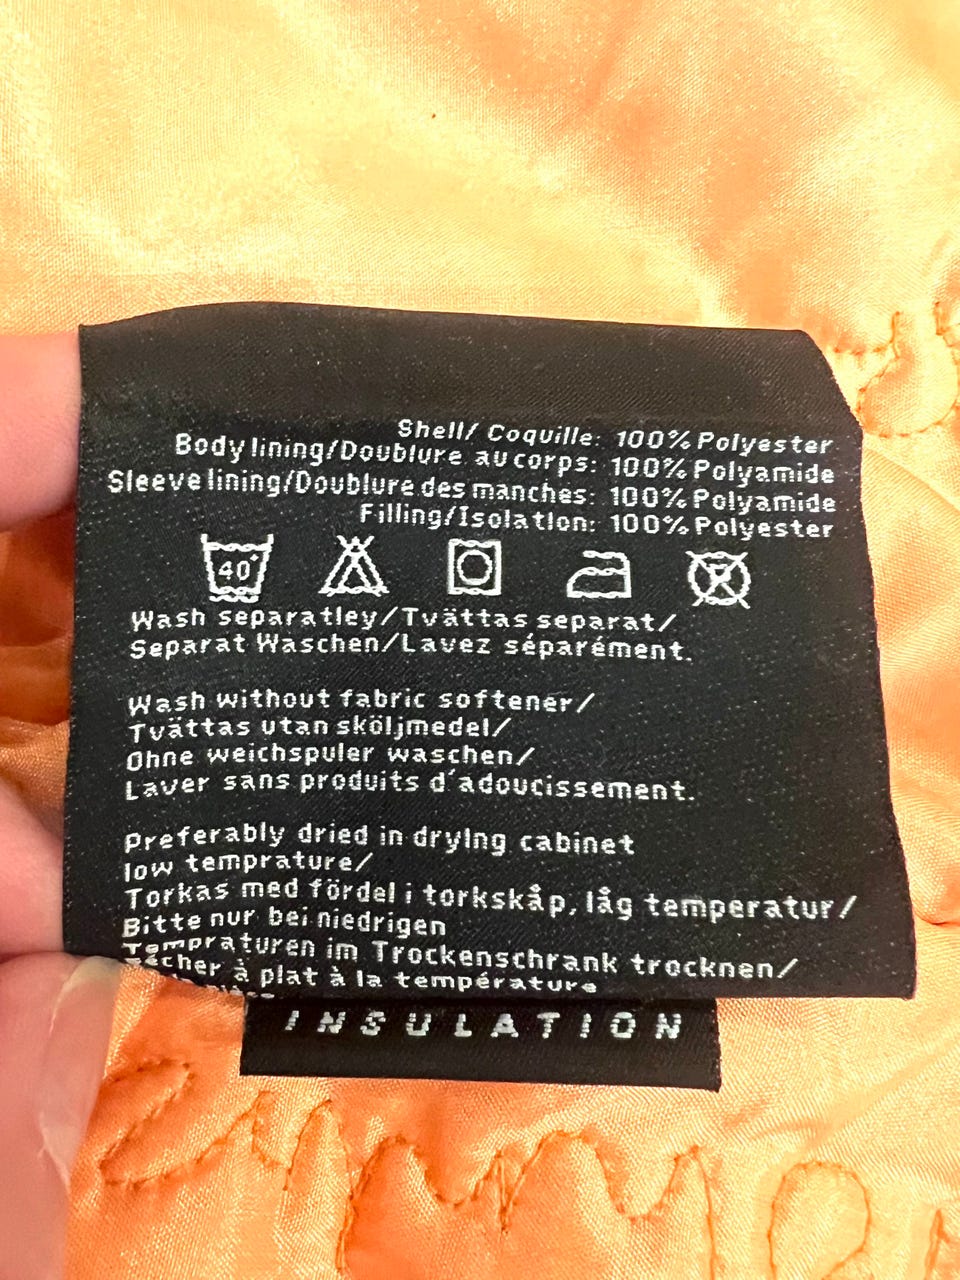 Shell/ Coquille: 100% Polyester
Body lining/Doublure au corps: 100% Polyamide
Sleeve lining/Doublure des manches: 100% Polyamide
Filling/Isolation: 100% Polyester
40°
Wash separatley/Tvättas separat/
Separat Waschen/Lavez séparément.
Wash without fabric softener/
Tvättas utan sköljmedel/
Ohne weichspuler waschen/
Laver sans produits d'adoucissement.
Preferably dried in drying cabinet
low temprature/
Torkas med fördel i torkskåp, låg temperatur/
Bitte nur bei niedrigen
Tempraturen im Trockenschrank trocknen/
Sécher à plat à la température
INSULATION